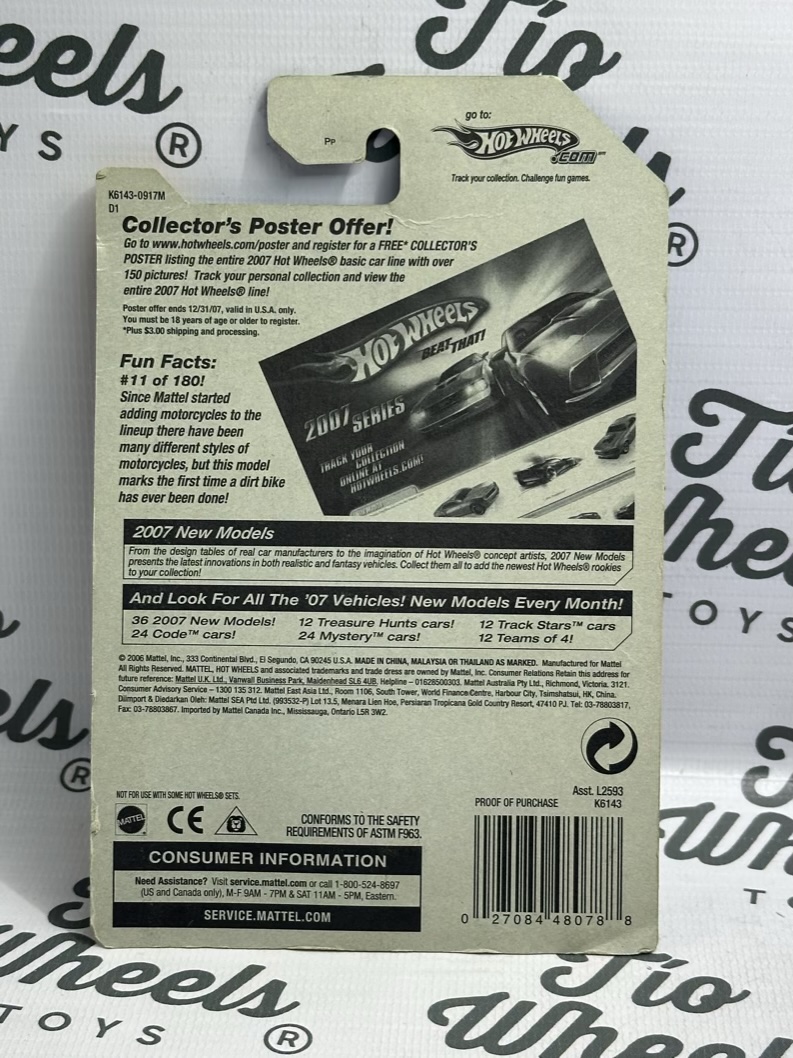 eels
YS ®
Tío
Pp
go to:
HOT WHEELS
.COM™
Track your collection. Challenge fun games.
K6143-0917M
D1
Collector's Poster Offer!
Go to www.hotwheels.com/poster and register for a FREE* COLLECTOR'S
POSTER listing the entire 2007 Hot Wheels® basic car line with over
150 pictures! Track your personal collection and view the
entire 2007 Hot Wheels® line!
Poster offer ends 12/31/07, valid in U.S.A. only.
You must be 18 years of age or older to register.
*Plus $3.00 shipping and processing.
HOT WHEELS
BEAT THAT!
2007 SERIES
TRACK YOUR
COLLECTION
ONLINE AT
HOTWHEELS.COM!
Fun Facts:
#11 of 180!
Since Mattel started
adding motorcycles to the
lineup there have been
many different styles of
motorcycles, but this model
marks the first time a dirt bike
has ever been done!
2007 New Models
From the design tables of real car manufacturers to the imagination of Hot Wheels® concept artists, 2007 New Models
presents the latest innovations in both realistic and fantasy vehicles. Collect them all to add the newest Hot Wheels® rookies
to your collection!
And Look For All The '07 Vehicles! New Models Every Month!
36 2007 New Models! 12 Treasure Hunts cars! 12 Track Stars™ cars
24 Code™ cars! 24 Mystery™ cars! 12 Teams of 4!
© 2006 Mattel, Inc., 333 Continental Blvd., El Segundo, CA 90245 U.S.A. MADE IN CHINA, MALAYSIA OR THAILAND AS MARKED. Manufactured for Mattel
All Rights Reserved. MATTEL, HOT WHEELS and associated trademarks and trade dress are owned by Mattel, Inc. Consumer Relations Retain this address for
future reference: Mattel U.K. Ltd., Vanwall Business Park, Maidenhead SL6 4UB. Helpline – 01628500303. Mattel Australia Pty Ltd., Richmond, Victoria. 3121.
Consumer Advisory Service – 1300 135 312. Mattel East Asia Ltd., Room 1106, South Tower, World Finance Centre, Harbour City, Tsimshatsui, HK, China.
Diimport & Diedarkan Oleh: Mattel SEA Ptd Ltd. (993532-P) Lot 13.5, Menara Lien Hoe, Persiaran Tropicana Gold Country Resort, 47410 PJ. Tel: 03-78803817,
Fax: 03-78803867. Imported by Mattel Canada Inc., Mississauga, Ontario L5R 3W2.
NOT FOR USE WITH SOME HOT WHEELS® SETS.
MATTEL
CE
CONFORMS TO THE SAFETY
REQUIREMENTS OF ASTM F963.
CONSUMER INFORMATION
Need Assistance? Visit service.mattel.com or call 1-800-524-8697
(US and Canada only), M-F 9AM - 7PM & SAT 11AM - 5PM, Eastern.
SERVICE.MATTEL.COM
Asst. L2593
PROOF OF PURCHASE K6143
0 27084 48078 8
Wheels
TOYS ®
Tío
Wheels